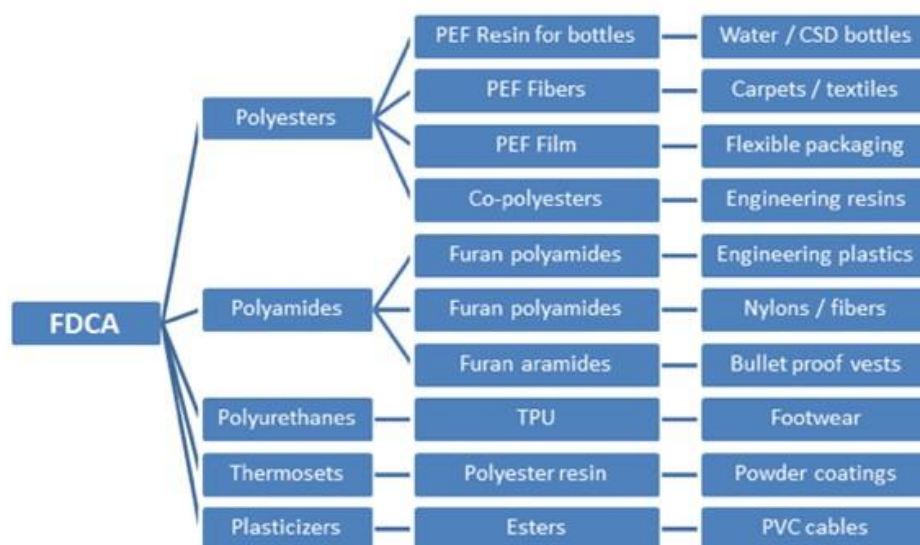 PEF Resin for bottles
Water / CSD bottles
PEF Fibers
Carpets / textiles
Polyesters
PEF Film
Flexible packaging
Co-polyesters
Engineering resins
Furan polyamides
Engineering plastics
FDCA
Polyamides
Furan polyamides
Nylons / fibers
Furan aramides
Bullet proof vests
Polyurethanes
TPU
Footwear
Thermosets
Polyester resin
Powder coatings
Plasticizers
Esters
PVC cables